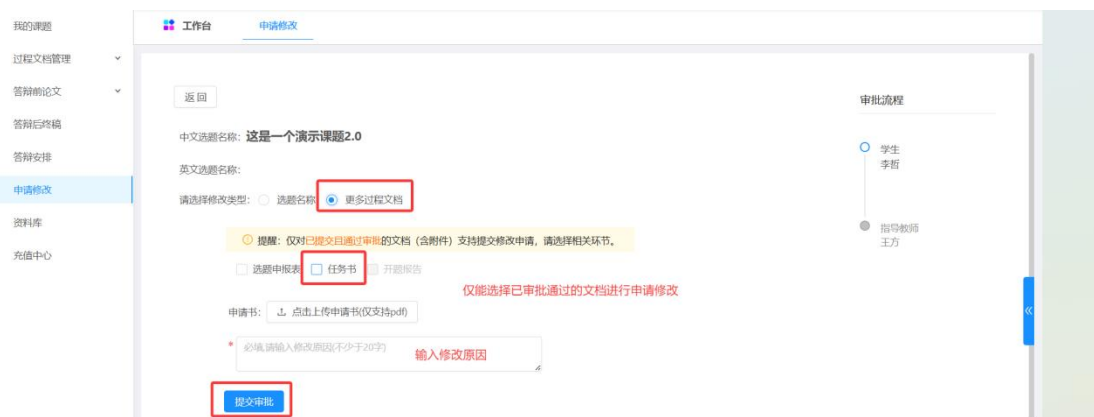 我的课题
过程文档管理
答辩前论文
答辩后终稿
答辩安排
申请修改
资料库
充值中心
工作台 申请修改
返回
中文选题名称: 这是一个演示课题2.0
英文选题名称:
请选择修改类型: 选题名称 更多过程文档
提醒：仅对已提交且通过审批的文档（含附件）支持提交修改申请，请选择相关环节。
选题申报表 任务书 开题报告
仅能选择已审批通过的文档进行申请修改
申请书: 点击上传申请书(仅支持pdf)
* 必填,请输入修改原因(不少于20字) 输入修改原因
提交审批
审批流程
学生
李哲
指导教师
王方